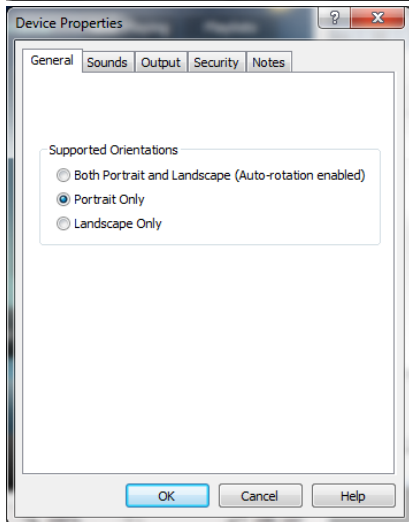 Device Properties
?
X
General Sounds Output Security Notes
Supported Orientations
Both Portrait and Landscape (Auto-rotation enabled)
Portrait Only
Landscape Only
OK Cancel Help